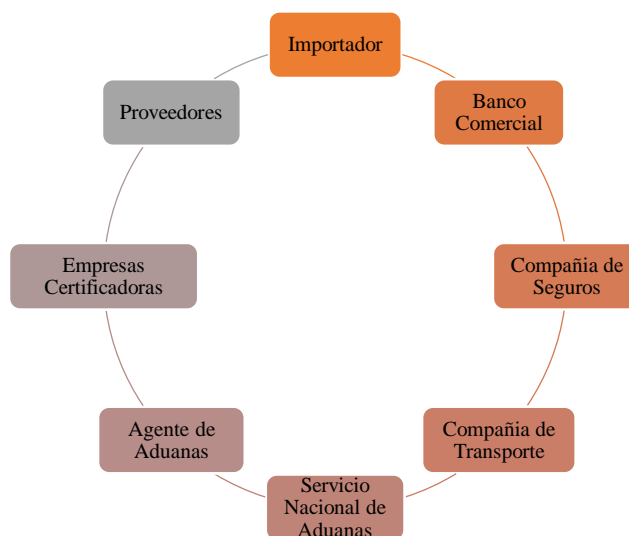 Importador
Banco
Comercial
Compañia de
Seguros
Compañia de
Transporte
Servicio
Nacional de
Aduanas
Agente de
Aduanas
Empresas
Certificadoras
Proveedores